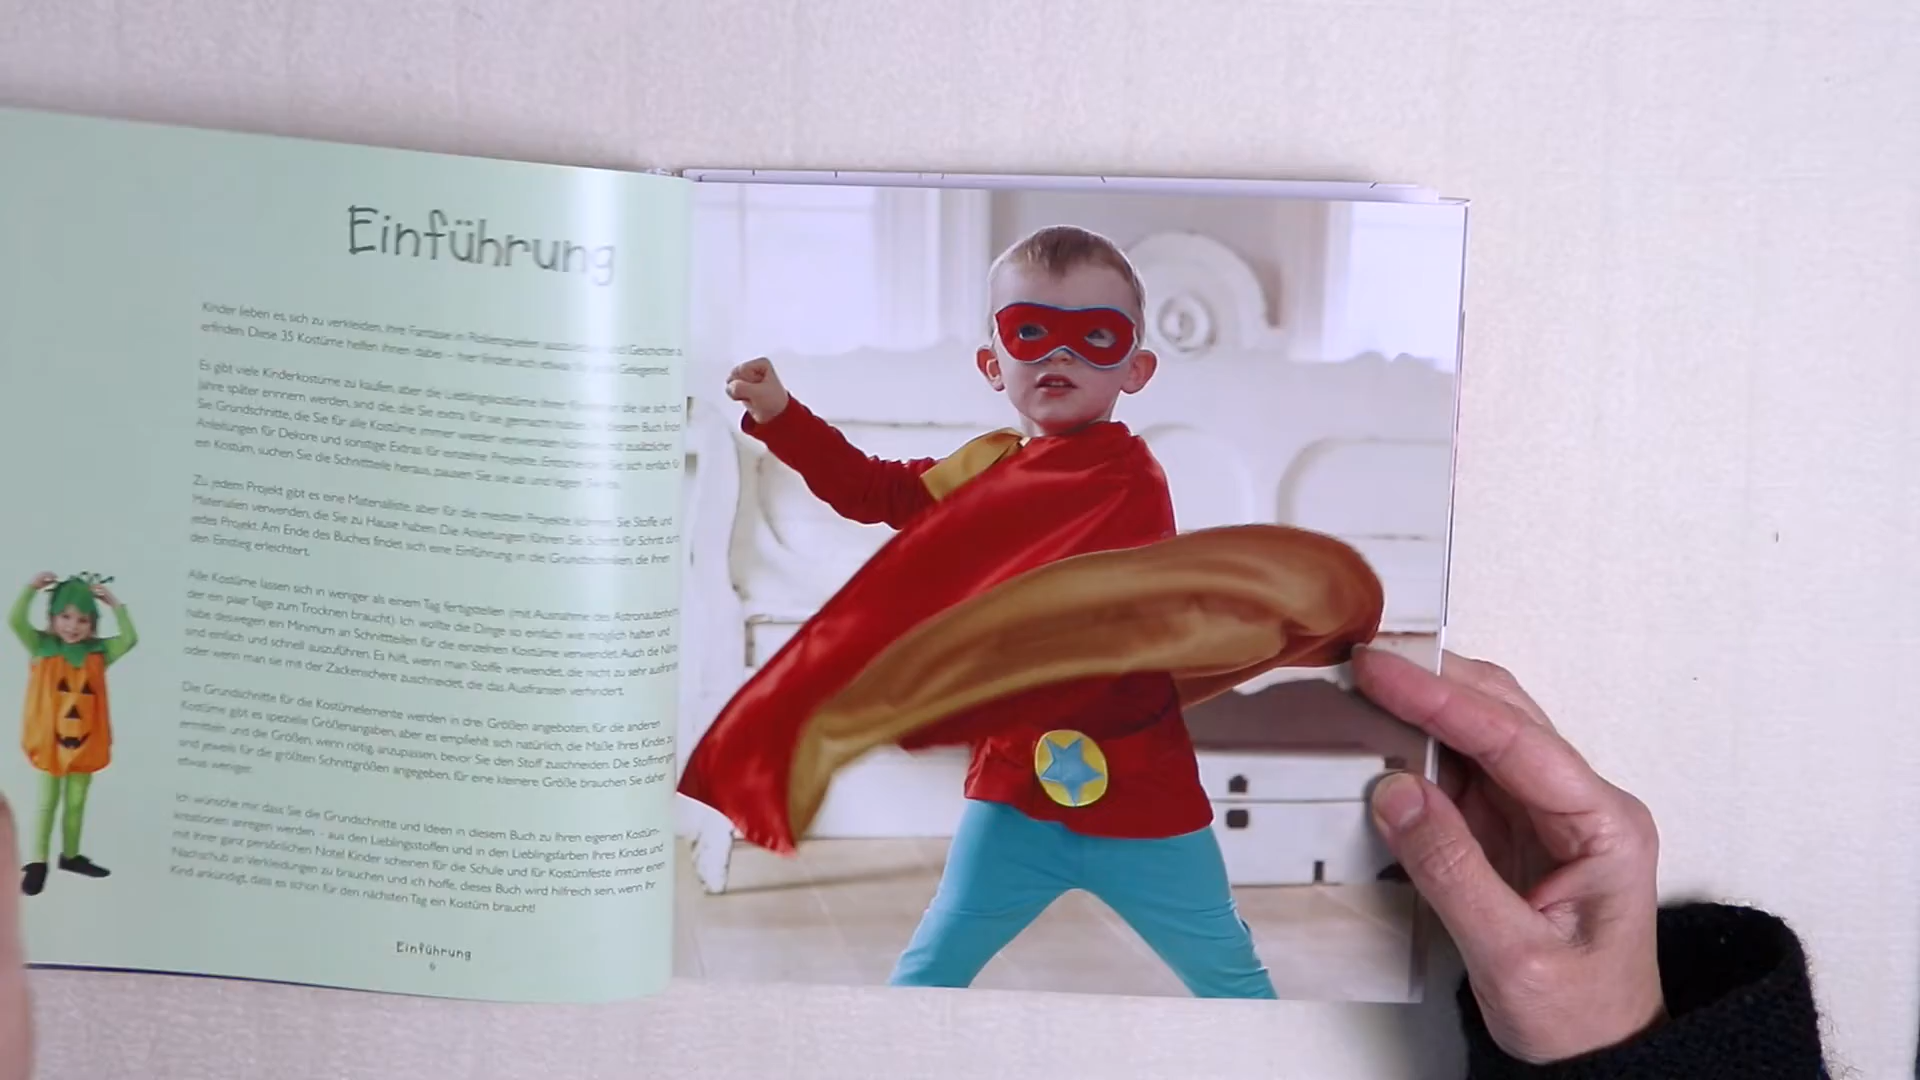 Einführung
Kinder lieben es, sich zu verkleiden, ihre Fantasie in Rollenspielen und Geschichten zu
erfinden. Diese 35 Kostüme helfen ihnen dabei – hier findet sich etwas für Gelegenheit.
Es gibt viele Kinderkostüme zu kaufen, aber die Lieblingskostüme Ihrer die sie sich noch
Jahre später erinnern werden, sind die, die Sie extra für sie gemacht haben. In diesem Buch finden
Sie Grundschnitte, die Sie für alle Kostüme immer wieder verwenden können mit zusätzlichen
Anleitungen für Dekore und sonstige Extras für einzelne Projekte. Entscheiden Sie sich einfach für
ein Kostüm, suchen Sie die Schnittteile heraus, pausen Sie sie ab und legen Sie los.
Zu jedem Projekt gibt es eine Materialliste, aber für die meisten Projekte können Sie Stoffe und
Materialien verwenden, die Sie zu Hause haben. Die Anleitungen führen Sie Schritt für Schritt durch
jedes Projekt. Am Ende des Buches findet sich eine Einführung in die Grundtechniken, die Ihnen
den Einstieg erleichtert.
Alle Kostüme lassen sich in weniger als einem Tag fertigstellen (mit Ausnahme des Astronautenhelms,
der ein paar Tage zum Trocknen braucht). Ich wollte die Dinge so einfach wie möglich halten und
habe deswegen ein Minimum an Schnittteilen für die einzelnen Kostüme verwendet. Auch die
sind einfach und schnell auszuführen. Es hilft, wenn man Stoffe verwendet, die nicht zu sehr ausfransen
oder wenn man sie mit der Zackenschere zuschneidet, die das Ausfransen verhindert.
Die Grundschnitte für die Kostümelemente werden in drei Größen angeboten, für die anderen
Kostüme gibt es spezielle Größenangaben, aber es empfiehlt sich natürlich, die Maße Ihres Kindes zu
ermitteln und die Größen, wenn nötig, anzupassen, bevor Sie den Stoff zuschneiden. Die Stoffmengen
sind jeweils für die größten Schnittgrößen angegeben, für eine kleinere Größe brauchen Sie daher
etwas weniger.
Ich wünsche mir, dass Sie die Grundschnitte und Ideen in diesem Buch zu Ihren eigenen Kostüm-
kreationen anregen werden – aus den Lieblingsstoffen und in den Lieblingsfarben Ihres Kindes und
mit Ihrer ganz persönlichen Note! Kinder scheinen für die Schule und für Kostümfeste immer einen
Nachschub an Verkleidungen zu brauchen und ich hoffe, dieses Buch wird hilfreich sein, wenn Ihr
Kind ankündigt, dass es schon für den nächsten Tag ein Kostüm braucht!
Einführung
6